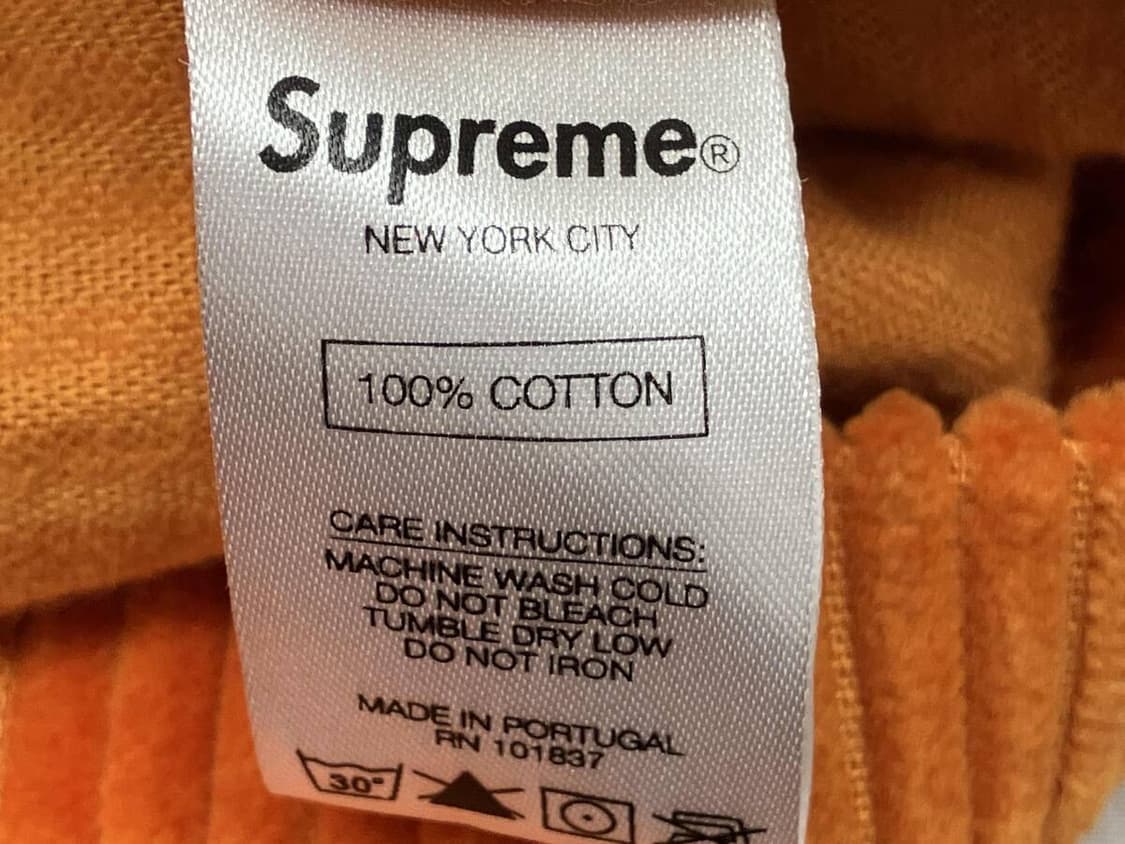 Supreme®
NEW YORK CITY
100% COTTON
CARE INSTRUCTIONS:
MACHINE WASH COLD
DO NOT BLEACH
TUMBLE DRY LOW
DO NOT IRON
MADE IN PORTUGAL
RN 101837
30°